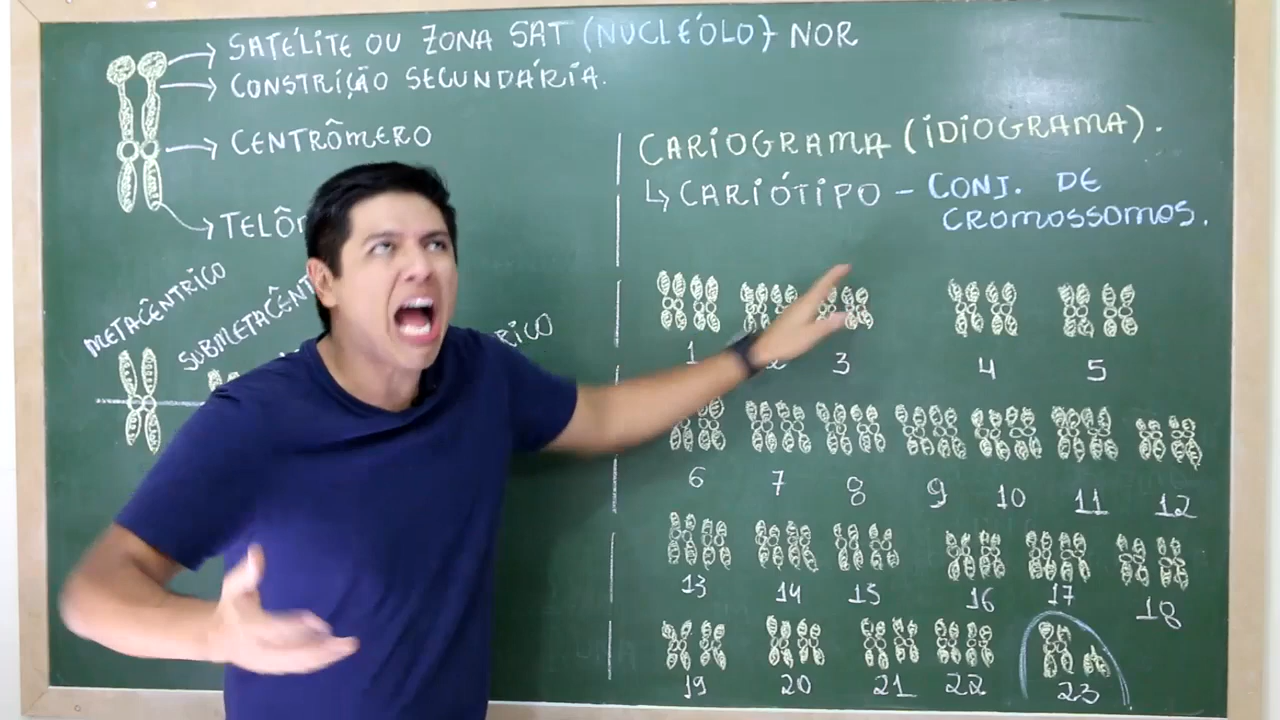 SATÉLITE OU ZONA SAT (NUCLÉOLO) NOR
CONSTRIÇÃO SECUNDÁRIA.
CENTRÔMERO
METACÊNTRICO
CARIOGRAMA (IDIOGRAMA).
↳ CARIÓTIPO - CONJ. DE
CROMOSSOMOS.
1 2 3 4 5
6 7 8 9 10 11 12
13 14 15 16 17 18
19 20 21 22 23